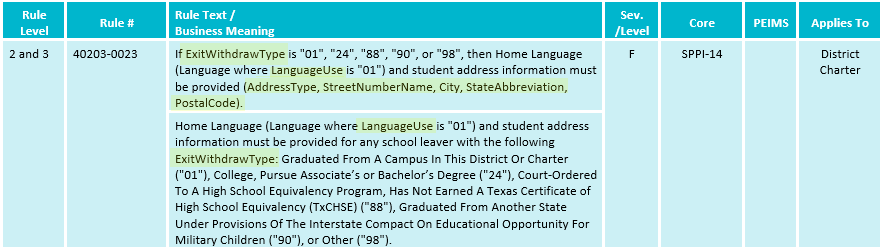 Rule Level
Rule #
Rule Text / Business Meaning
Sev. /Level
Core
PEIMS
Applies To
2 and 3
40203-0023
If ExitWithdrawType is "01", "24", "88", "90", or "98", then Home Language
(Language where LanguageUse is "01") and student address information must
be provided (AddressType, StreetNumberName, City, StateAbbreviation,
PostalCode).
F
SPPI-14
District
Charter
Home Language (Language where LanguageUse is "01") and student address
information must be provided for any school leaver with the following
ExitWithdrawType: Graduated From A Campus In This District Or Charter
("01"), College, Pursue Associate's or Bachelor's Degree ("24"), Court-Ordered
To A High School Equivalency Program, Has Not Earned A Texas Certificate of
High School Equivalency (TxCHSE) ("88"), Graduated From Another State
Under Provisions Of The Interstate Compact On Educational Opportunity For
Military Children ("90"), or Other ("98").